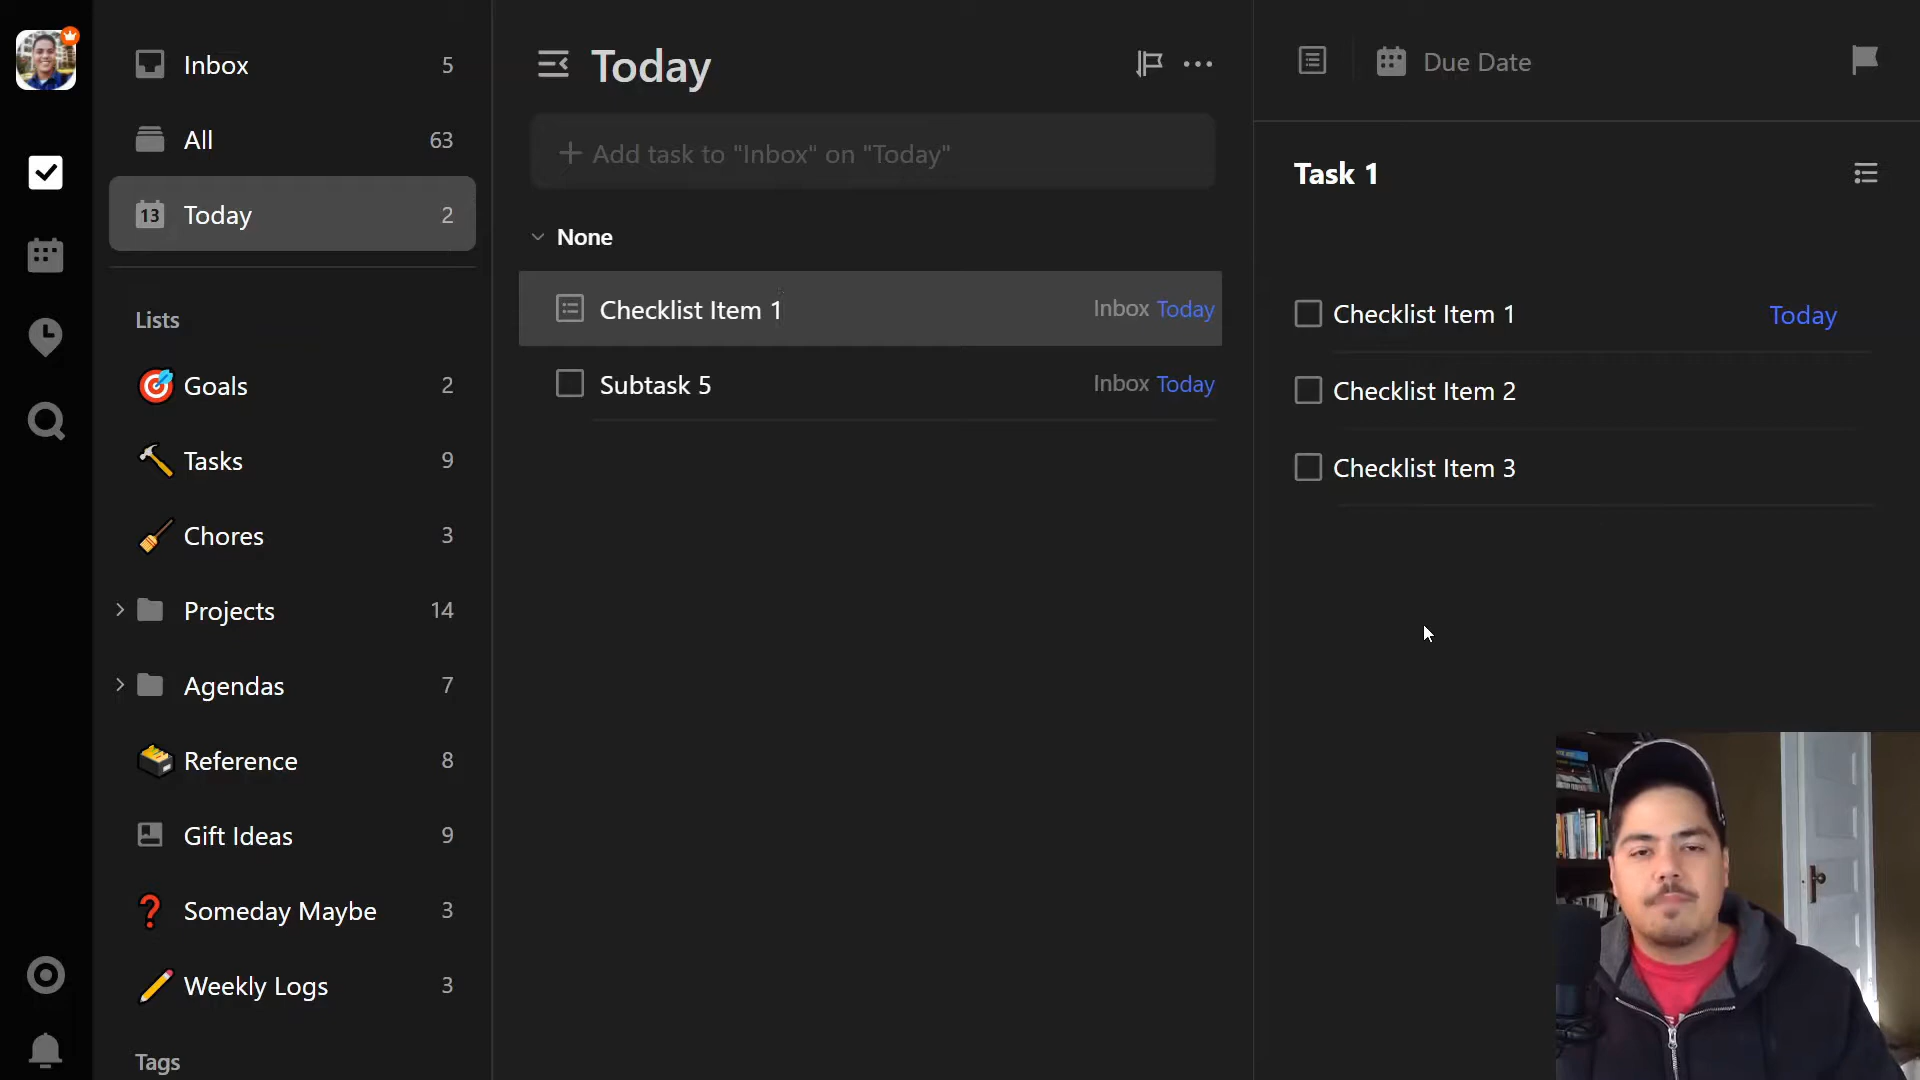 Inbox 5
All 63
13 Today 2
Lists
Goals 2
Tasks 9
Chores 3
Projects 14
Agendas 7
Reference 8
Gift Ideas 9
Someday Maybe 3
Weekly Logs 3
Tags
Today
Add task to "Inbox" on "Today"
None
Checklist Item 1 Inbox Today
Subtask 5 Inbox Today
Due Date
Task 1
Checklist Item 1 Today
Checklist Item 2
Checklist Item 3